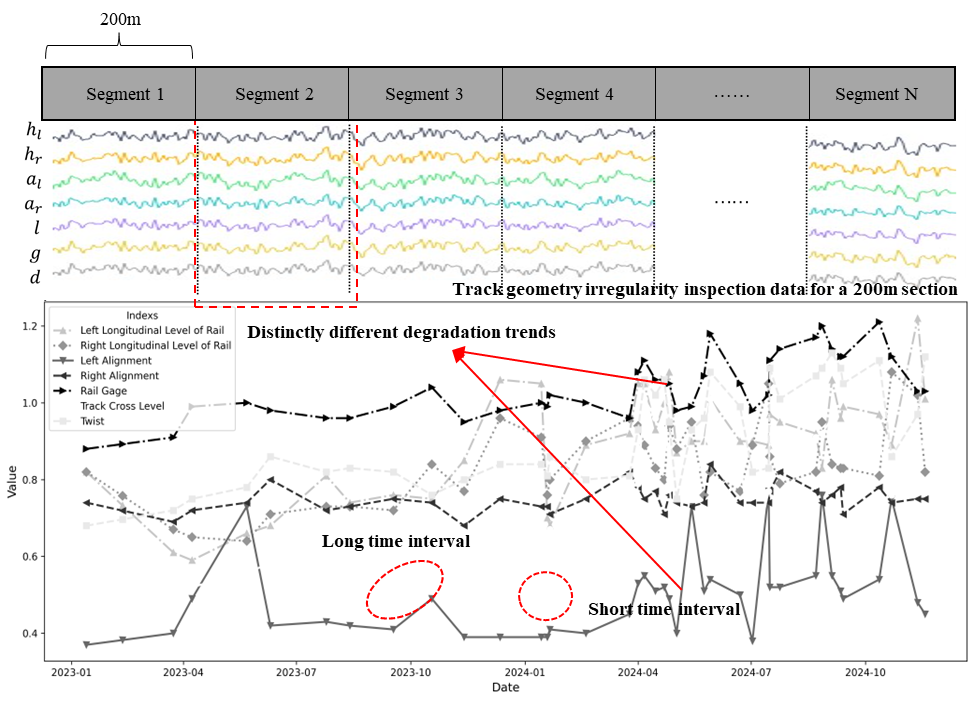 200m
Segment 1 Segment 2 Segment 3 Segment 4 …… Segment N
h_l
h_r
a_l
a_r
l
g
d
……
Track geometry irregularity inspection data for a 200m section
Distinctly different degradation trends
Indexs
Left Longitudinal Level of Rail
Right Longitudinal Level of Rail
Left Alignment
Right Alignment
Rail Gage
Track Cross Level
Twist
Long time interval
Short time interval
Value
1.2
1.0
0.8
0.6
0.4
2023-01 2023-04 2023-07 2023-10 2024-01 2024-04 2024-07 2024-10
Date